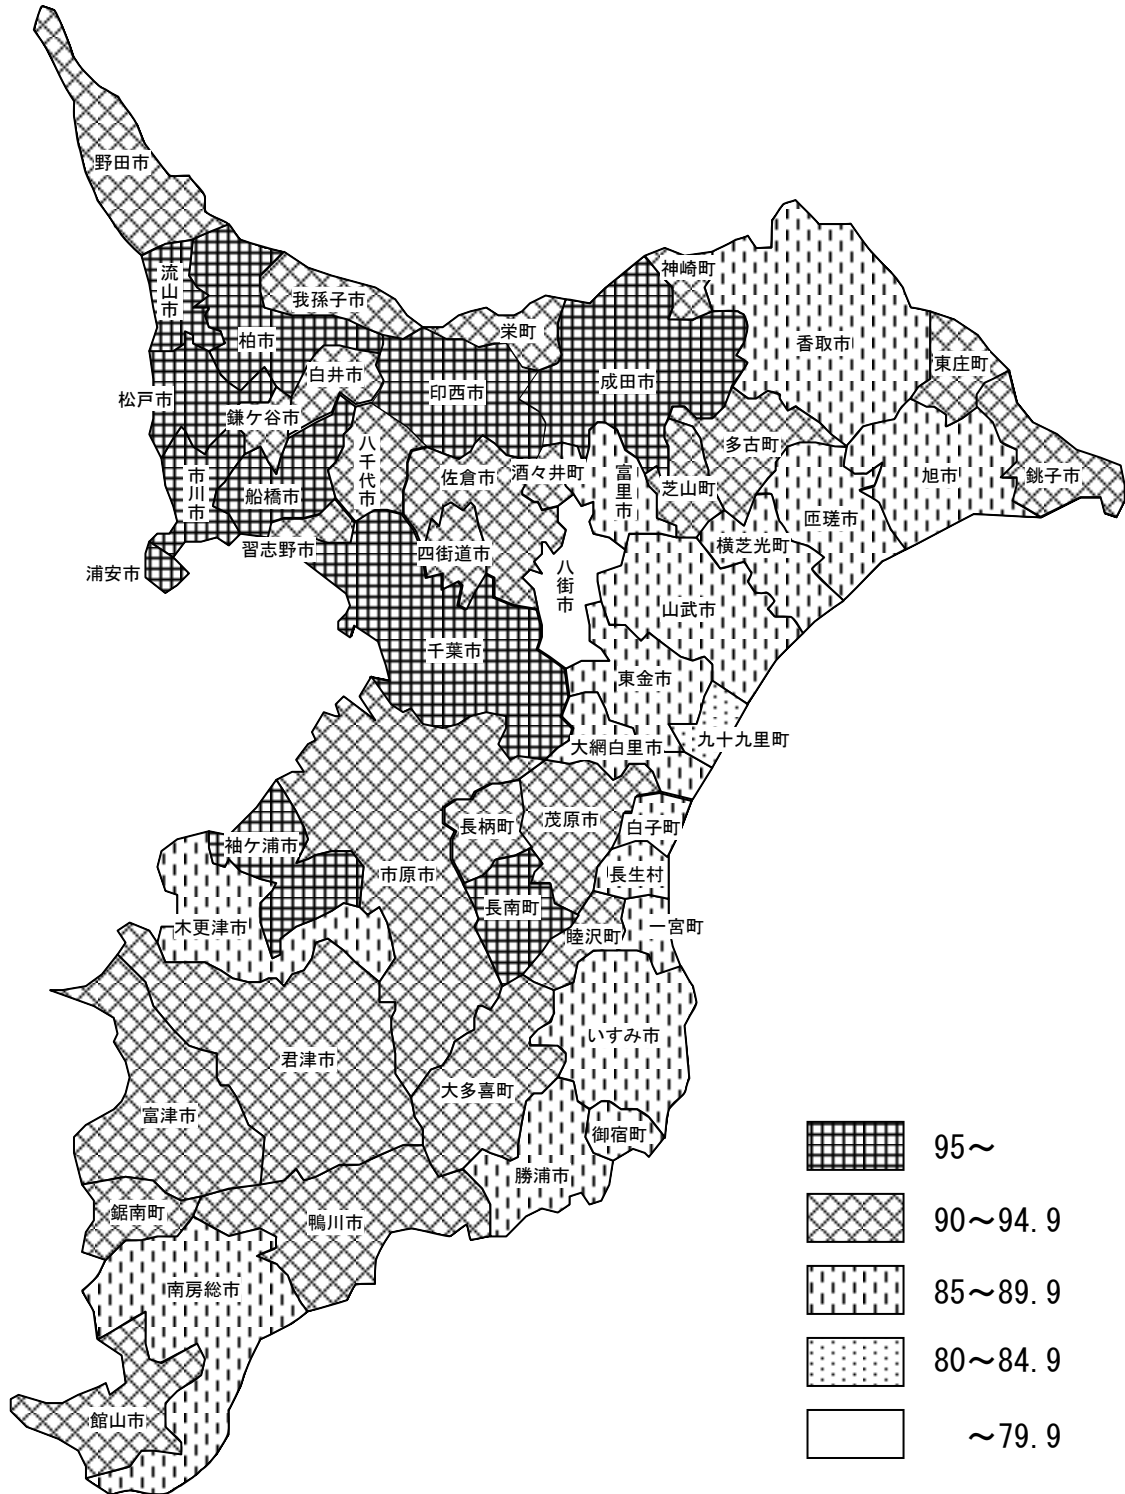 野田市
流山市
我孫子市
柏市
神崎町
栄町
香取市
東庄町
松戸市
白井市
印西市
成田市
鎌ケ谷市
八千代市
多古町
市川市
船橋市
佐倉市
酒々井町
富里市
芝山町
旭市
銚子市
匝瑳市
習志野市
四街道市
横芝光町
浦安市
八街市
山武市
千葉市
東金市
大網白里市
九十九里町
長柄町
茂原市
白子町
袖ケ浦市
市原市
長生村
長南町
木更津市
睦沢町
一宮町
いすみ市
君津市
大多喜町
富津市
御宿町
勝浦市
鋸南町
鴨川市
南房総市
館山市
95～
90～94.9
85～89.9
80～84.9
～79.9